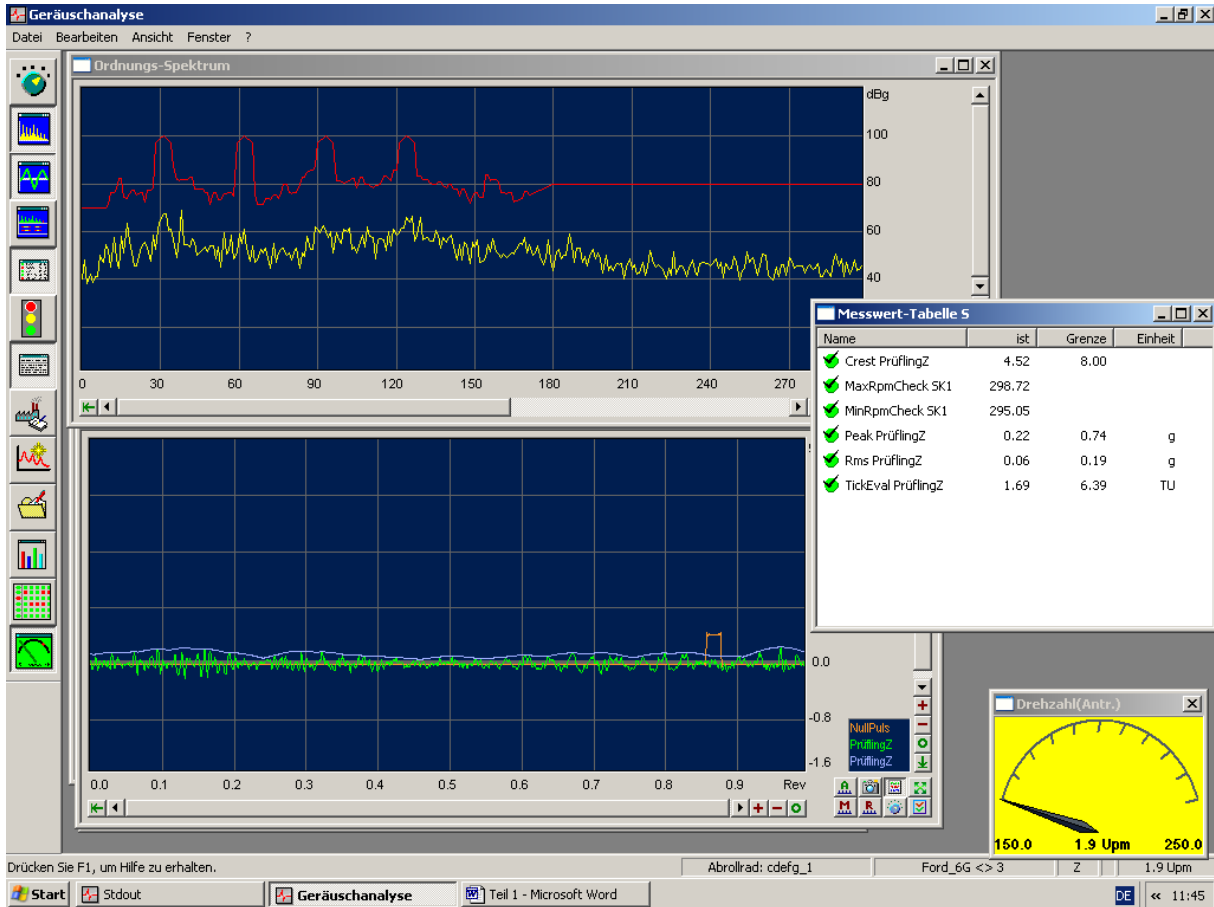 Geräuschanalyse
Datei Bearbeiten Ansicht Fenster ?
Ordnungs-Spektrum
dBg
100
80
60
40
0 30 60 90 120 150 180 210 240 270
Messwert-Tabelle S
Name ist Grenze Einheit
Crest PrüflingZ 4.52 8.00
MaxRpmCheck SK1 298.72
MinRpmCheck SK1 295.05
Peak PrüflingZ 0.22 0.74 g
Rms PrüflingZ 0.06 0.19 g
TickEval PrüflingZ 1.69 6.39 TU
0.0
-0.8
-1.6
NullPuls
PrüflingZ
PrüflingZ
0.0 0.1 0.2 0.3 0.4 0.5 0.6 0.7 0.8 0.9 Rev
A
M R
Drehzahl(Antr.)
150.0 1.9 Upm 250.0
Drücken Sie F1, um Hilfe zu erhalten.
Abrollrad: cdefg_1
Ford_6G <> 3
Z
1.9 Upm
Start
Stdout
Geräuschanalyse
Teil 1 - Microsoft Word
DE
« 11:45